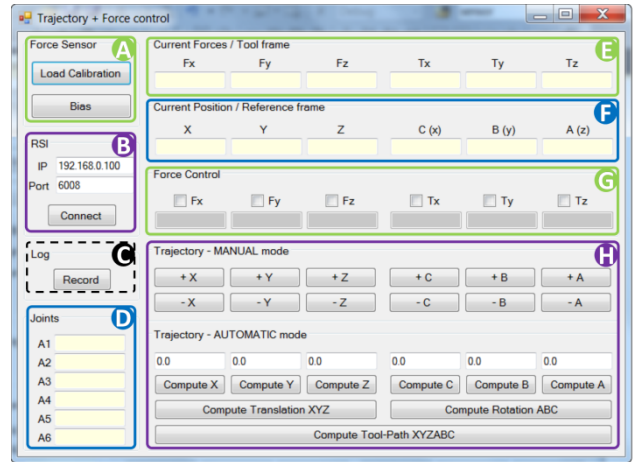 Trajectory + Force control
Force Sensor
A
Load Calibration
Bias
RSI
B
IP 192.168.0.100
Port 6008
Connect
Log
C
Record
Joints
D
A1
A2
A3
A4
A5
A6
Current Forces / Tool frame
E
Fx Fy Fz Tx Ty Tz
Current Position / Reference frame
F
X Y Z C (x) B (y) A (z)
Force Control
G
Fx Fy Fz Tx Ty Tz
Trajectory - MANUAL mode
H
+ X + Y + Z + C + B + A
- X - Y - Z - C - B - A
Trajectory - AUTOMATIC mode
0.0 0.0 0.0 0.0 0.0 0.0
Compute X Compute Y Compute Z Compute C Compute B Compute A
Compute Translation XYZ Compute Rotation ABC
Compute Tool-Path XYZABC